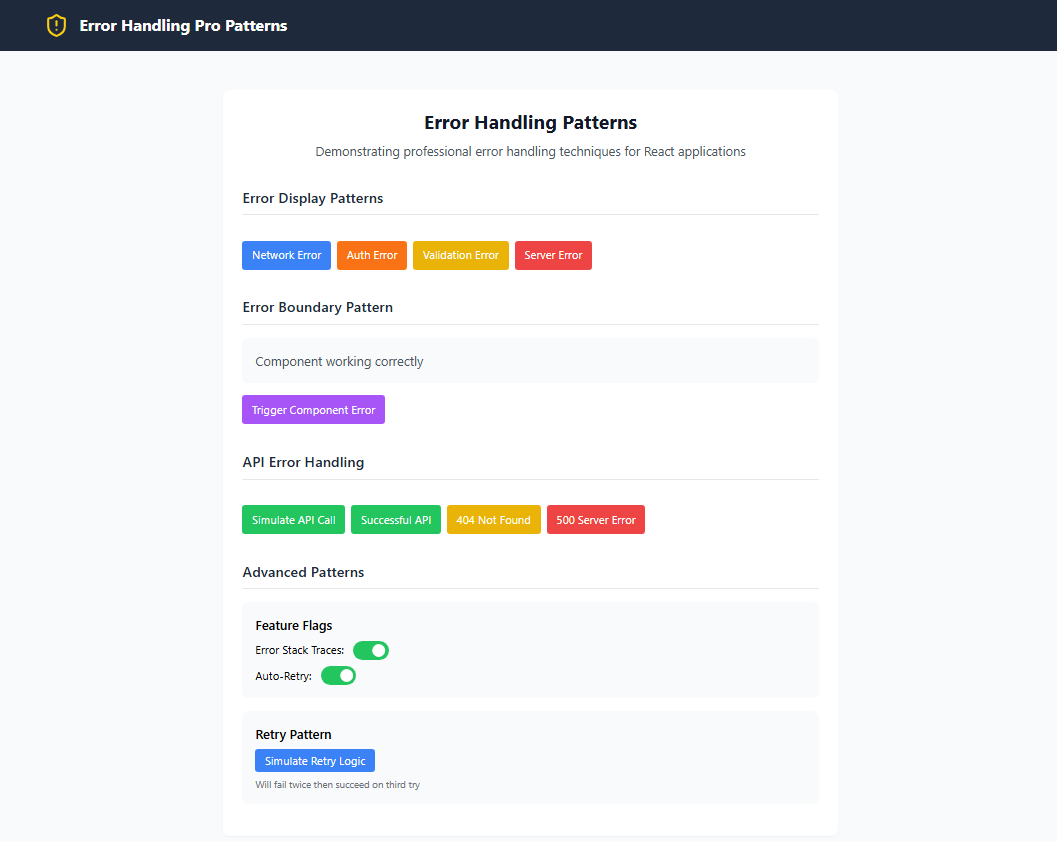 Error Handling Pro Patterns
Error Handling Patterns
Demonstrating professional error handling techniques for React applications
Error Display Patterns
Network Error Auth Error Validation Error Server Error
Error Boundary Pattern
Component working correctly
Trigger Component Error
API Error Handling
Simulate API Call Successful API 404 Not Found 500 Server Error
Advanced Patterns
Feature Flags
Error Stack Traces:
Auto-Retry:
Retry Pattern
Simulate Retry Logic
Will fail twice then succeed on third try